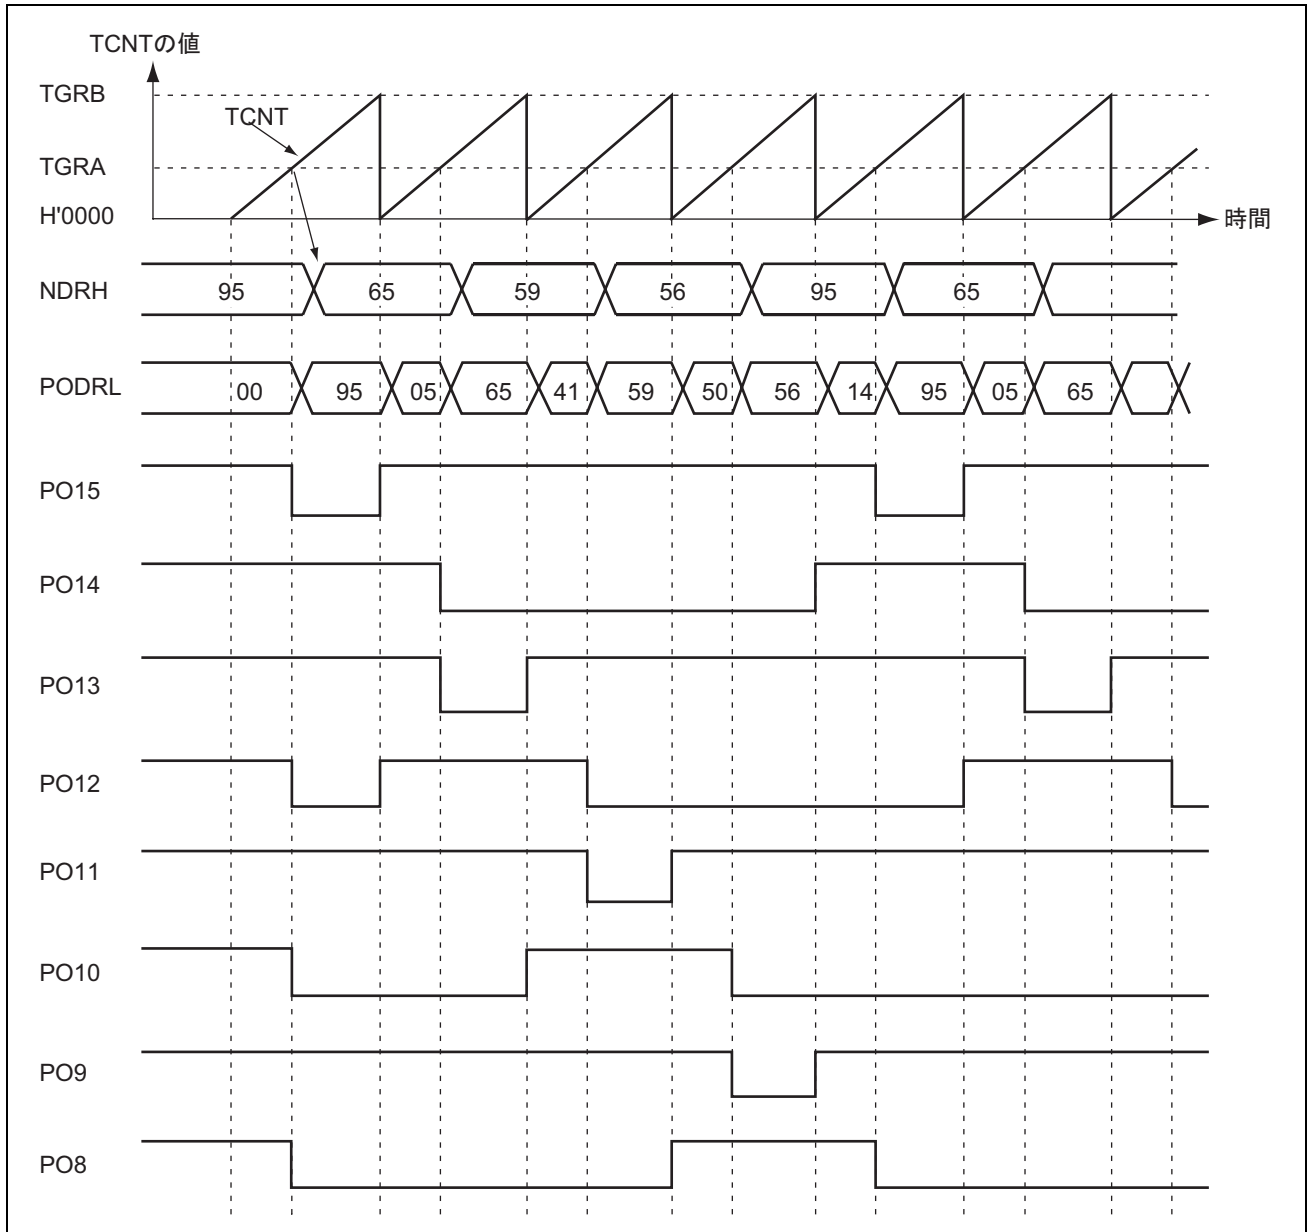 TCNTの値
TGRB
TCNT
TGRA
H'0000
時間
NDRH 95 65 59 56 95 65
PODRL 00 95 05 65 41 59 50 56 14 95 05 65
PO15
PO14
PO13
PO12
PO11
PO10
PO9
PO8